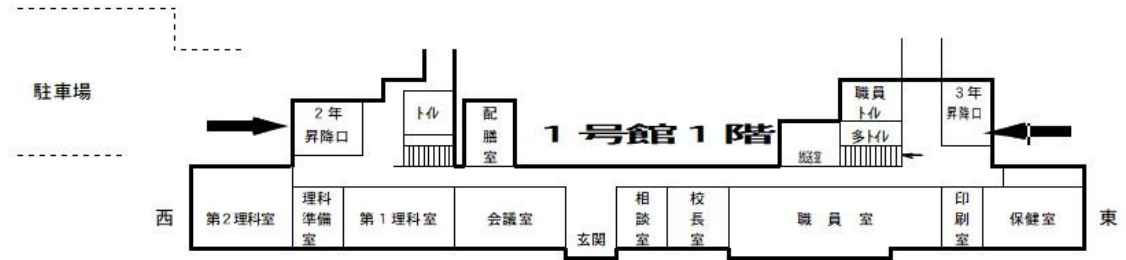 駐車場
2年
昇降口
トイレ
配膳室
1号館1階
放送室
職員
トイレ
多トイレ
3年
昇降口
西
第2理科室
理科準備室
第1理科室
会議室
玄関
相談室
校長室
職員室
印刷室
保健室
東